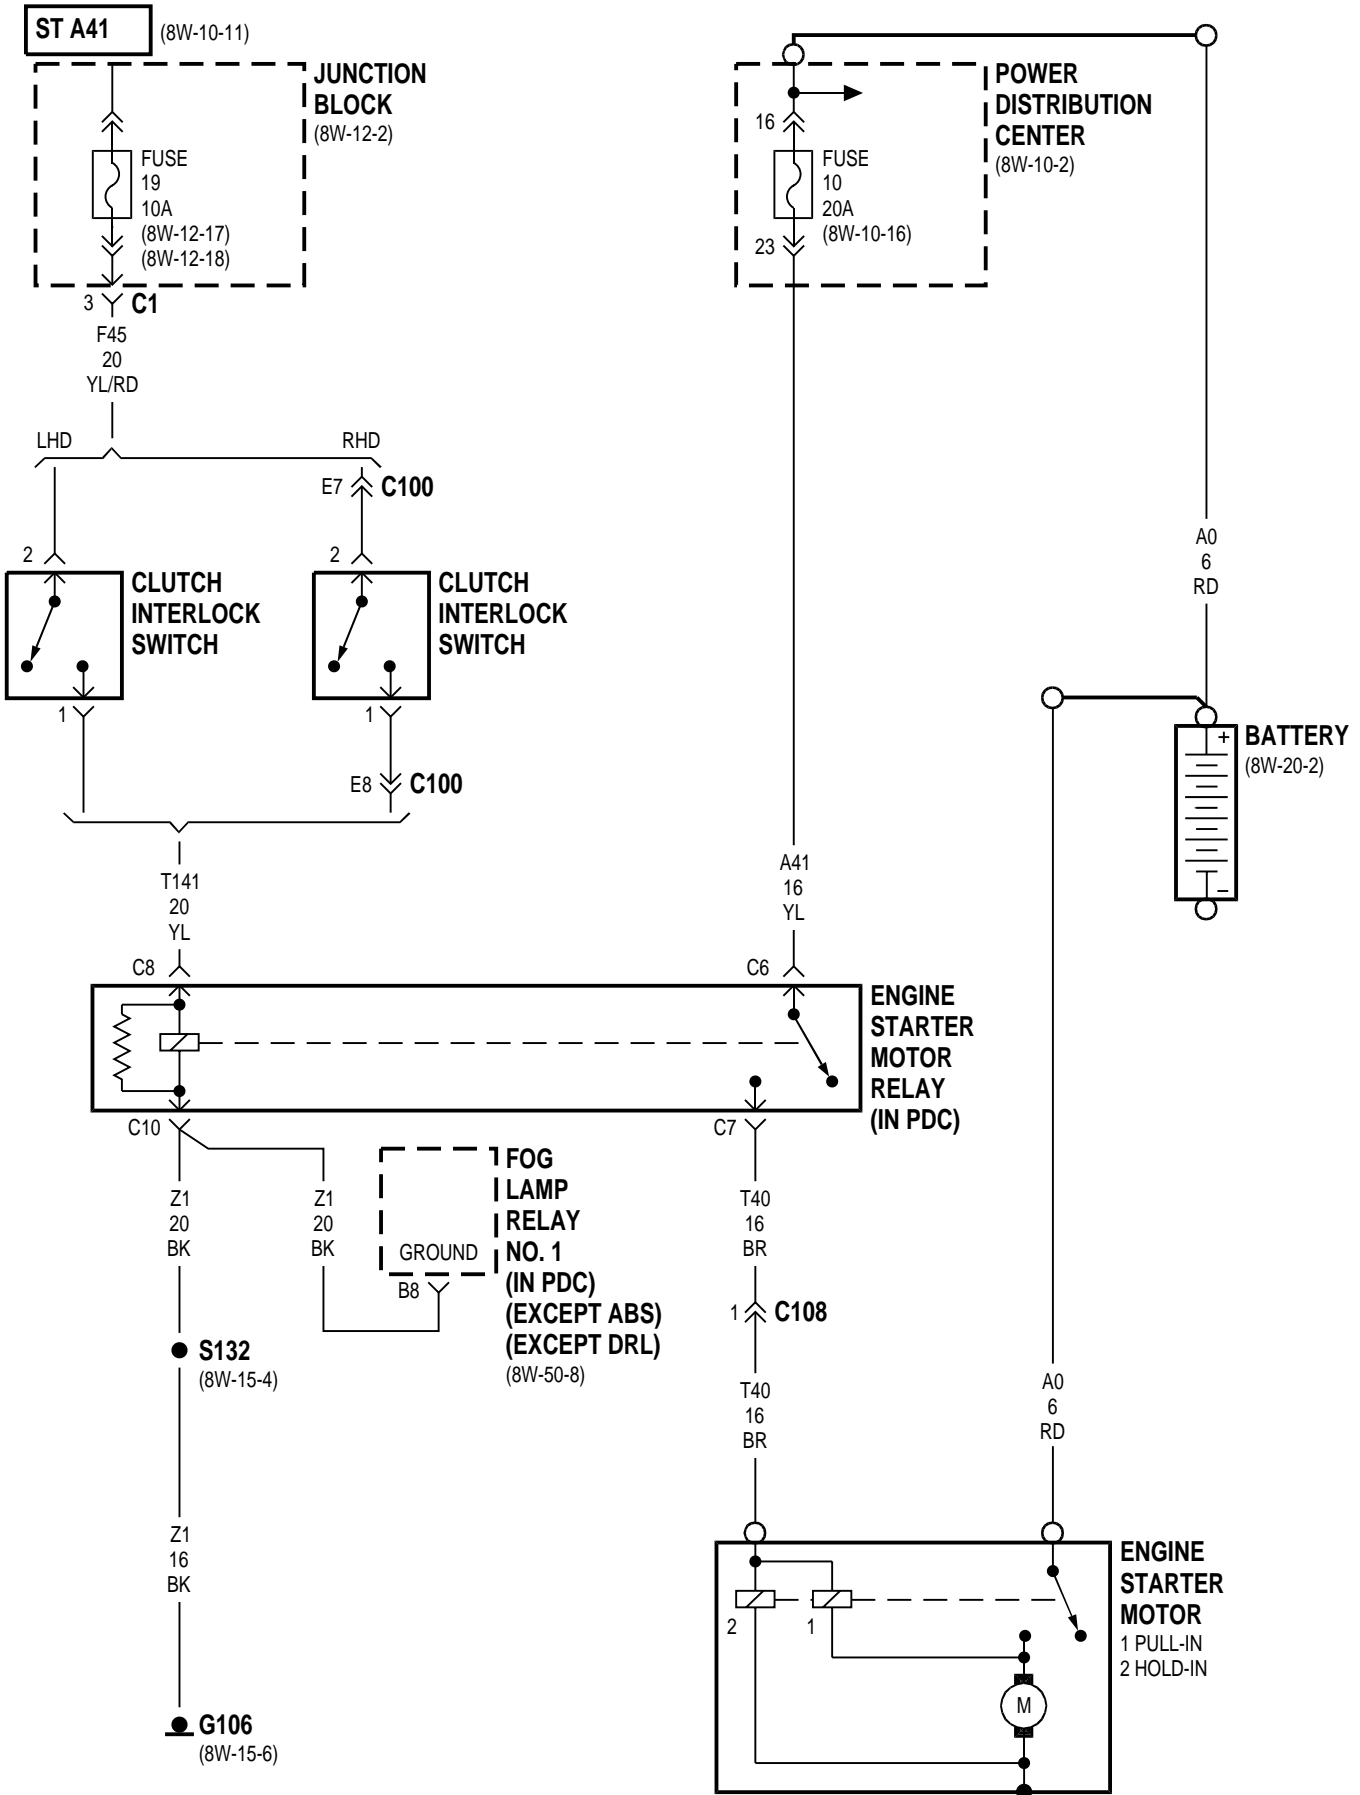 ST A41
(8W-10-11)
JUNCTION
BLOCK
(8W-12-2)
FUSE
19
10A
(8W-12-17)
(8W-12-18)
3
C1
F45
20
YL/RD
LHD
RHD
E7
C100
2
CLUTCH
INTERLOCK
SWITCH
1
2
CLUTCH
INTERLOCK
SWITCH
1
E8
C100
T141
20
YL
C8
POWER
DISTRIBUTION
CENTER
(8W-10-2)
16
FUSE
10
20A
(8W-10-16)
23
A41
16
YL
C6
A0
6
RD
+
BATTERY
(8W-20-2)
–
ENGINE
STARTER
MOTOR
RELAY
(IN PDC)
C10
C7
Z1
20
BK
Z1
20
BK
GROUND
B8
FOG
LAMP
RELAY
NO. 1
(IN PDC)
(EXCEPT ABS)
(EXCEPT DRL)
(8W-50-8)
S132
(8W-15-4)
Z1
16
BK
G106
(8W-15-6)
T40
16
BR
1
C108
T40
16
BR
A0
6
RD
2
1
M
ENGINE
STARTER
MOTOR
1 PULL-IN
2 HOLD-IN